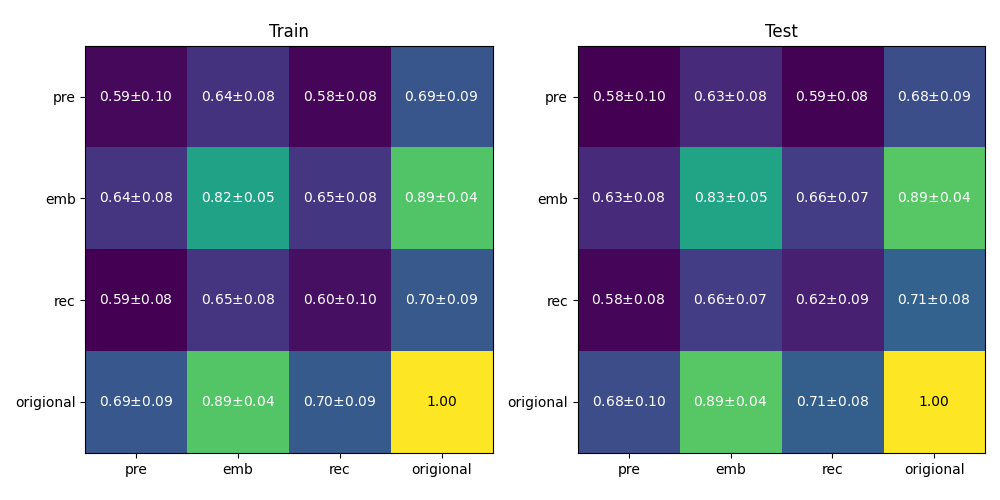 Train
pre 0.59±0.10 0.64±0.08 0.58±0.08 0.69±0.09
emb 0.64±0.08 0.82±0.05 0.65±0.08 0.89±0.04
rec 0.59±0.08 0.65±0.08 0.60±0.10 0.70±0.09
origional 0.69±0.09 0.89±0.04 0.70±0.09 1.00
pre emb rec origional
Test
pre 0.58±0.10 0.63±0.08 0.59±0.08 0.68±0.09
emb 0.63±0.08 0.83±0.05 0.66±0.07 0.89±0.04
rec 0.58±0.08 0.66±0.07 0.62±0.09 0.71±0.08
origional 0.68±0.10 0.89±0.04 0.71±0.08 1.00
pre emb rec origional